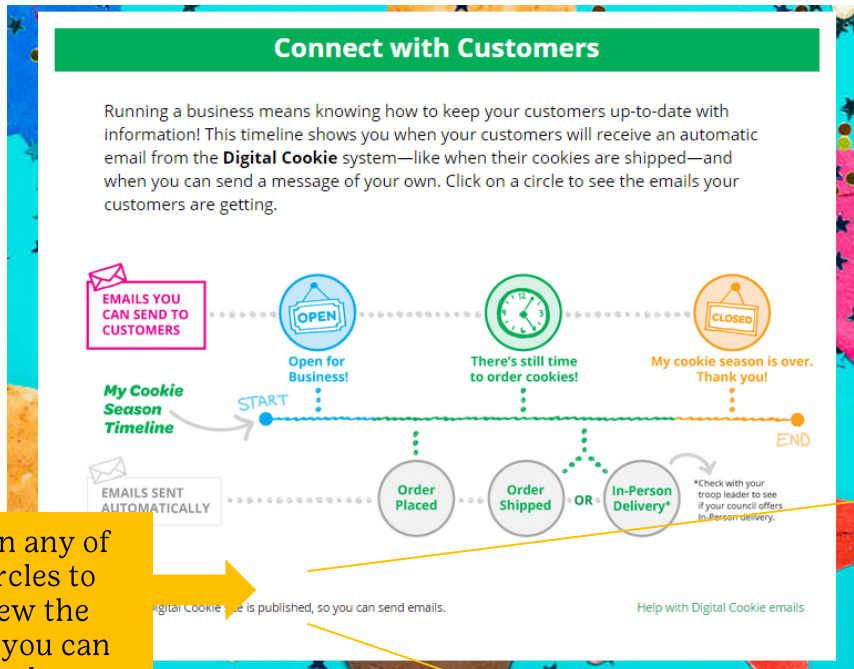 Connect with Customers
Running a business means knowing how to keep your customers up-to-date with
information! This timeline shows you when your customers will receive an automatic
email from the Digital Cookie system—like when their cookies are shipped—and
when you can send a message of your own. Click on a circle to see the emails your
customers are getting.
EMAILS YOU
CAN SEND TO
CUSTOMERS
OPEN
12
CLOSED
Open for
Business!
There's still time
to order cookies!
My cookie season is over.
Thank you!
My Cookie
Season
Timeline
START
END
EMAILS SENT
AUTOMATICALLY
Order
Placed
Order
Shipped
OR
In-Person
Delivery*
*Check with your
troop leader to see
if your council offers
In-Person delivery.
any of
to
the
you can
Cookie is published, so you can send emails.
Help with Digital Cookie emails